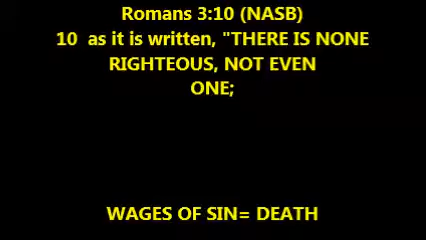 Romans 3:10 (NASB)
10  as it is written, "THERE IS NONE
RIGHTEOUS, NOT EVEN
ONE;
WAGES OF SIN= DEATH